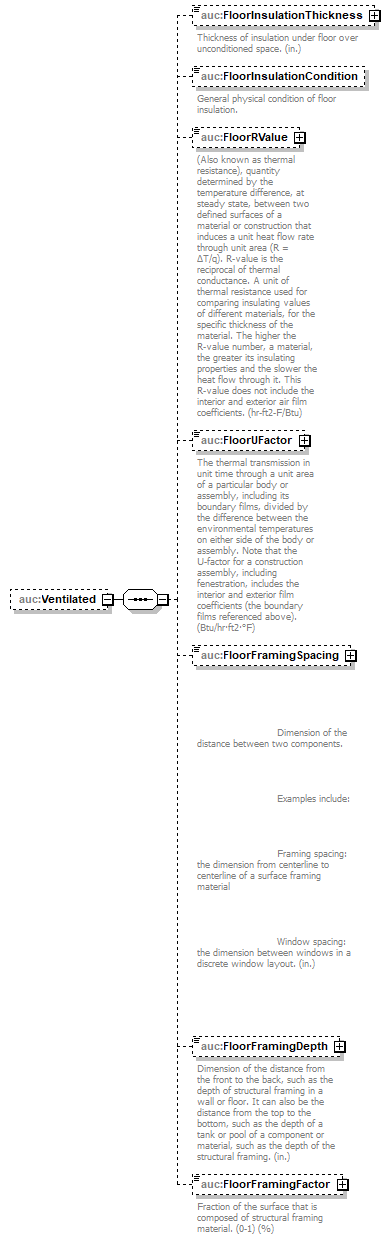 auc:FloorInsulationThickness
Thickness of insulation under floor over
unconditioned space. (in.)
auc:FloorInsulationCondition
General physical condition of floor
insulation.
auc:FloorRValue
(Also known as thermal
resistance), quantity
determined by the
temperature difference, at
steady state, between two
defined surfaces of a
material or construction that
induces a unit heat flow rate
through unit area (R =
ΔT/q). R-value is the
reciprocal of thermal
conductance. A unit of
thermal resistance used for
comparing insulating values
of different materials, for the
specific thickness of the
material. The higher the
R-value number, a material,
the greater its insulating
properties and the slower the
heat flow through it. This
R-value does not include the
interior and exterior air film
coefficients. (hr-ft2-F/Btu)
auc:FloorUFactor
The thermal transmission in
unit time through a unit area
of a particular body or
assembly, including its
boundary films, divided by
the difference between the
environmental temperatures
on either side of the body or
assembly. Note that the
U-factor for a construction
assembly, including
fenestration, includes the
interior and exterior film
coefficients (the boundary
films referenced above).
(Btu/hr·ft2·°F)
auc:Ventilated
auc:FloorFramingSpacing
Dimension of the
distance between two components.
Examples include:
Framing spacing:
the dimension from centerline to
centerline of a surface framing
material
Window spacing:
the dimension between windows in a
discrete window layout. (in.)
auc:FloorFramingDepth
Dimension of the distance from
the front to the back, such as the
depth of structural framing in a
wall or floor. It can also be the
distance from the top to the
bottom, such as the depth of a
tank or pool of a component or
material, such as the depth of the
structural framing. (in.)
auc:FloorFramingFactor
Fraction of the surface that is
composed of structural framing
material. (0-1) (%)